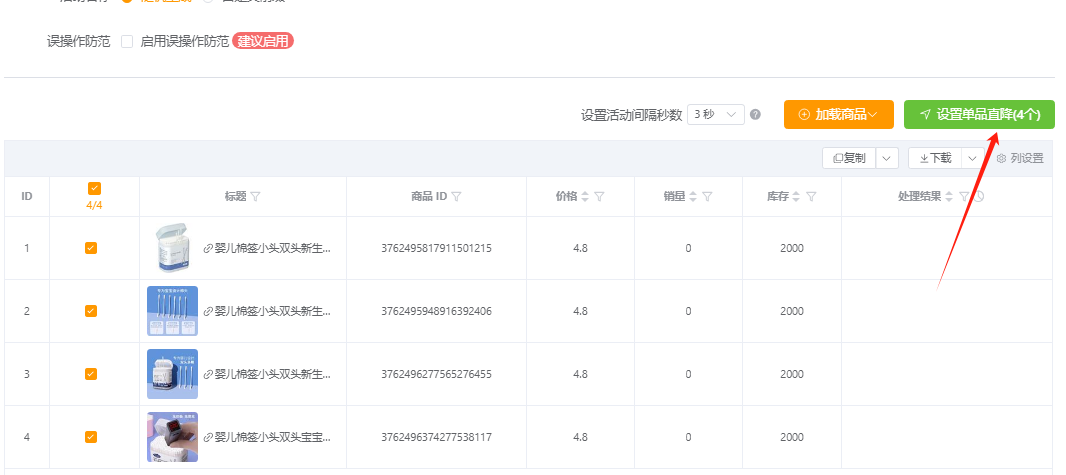 误操作防范 启用误操作防范 建议启用
设置活动间隔秒数 3 秒 加载商品 设置单品直降(4个)
复制 下载 列设置
ID 4/4 标题 商品 ID 价格 销量 库存 处理结果
1 婴儿棉签小头双头新生... 3762495817911501215 4.8 0 2000
2 婴儿棉签小头双头新生... 3762495948916392406 4.8 0 2000
3 婴儿棉签小头双头新生... 3762496277565276455 4.8 0 2000
4 婴儿棉签小头双头宝宝... 3762496374277538117 4.8 0 2000